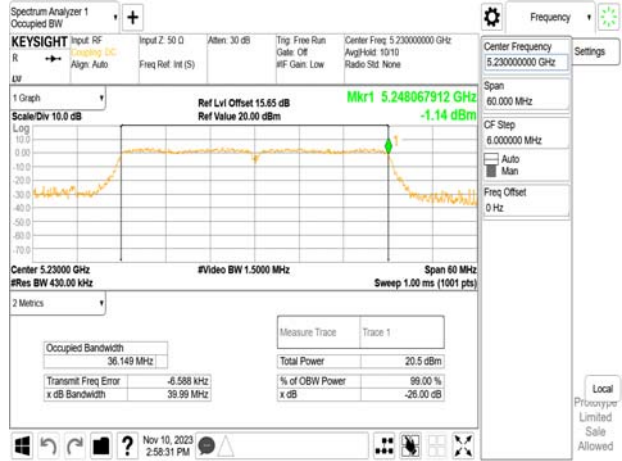 Spectrum Analyzer 1
Occupied BW
+
Frequency
KEYSIGHT Input: RF Input Z: 50 Ω Atten: 30 dB Trig: Free Run Center Freq: 5.230000000 GHz
R Coupling: DC Gate: Off Avg|Hold: 10/10
Align: Auto Freq Ref: Int (S) #IF Gain: Low Radio Std: None
Center Frequency
5.230000000 GHz
Settings
Span
60.000 MHz
CF Step
6.000000 MHz
Auto
Man
Freq Offset
0 Hz
1 Graph
Ref Lvl Offset 15.65 dB
Mkr1 5.248067912 GHz
Scale/Div 10.0 dB
Ref Value 20.00 dBm
-1.14 dBm
Log
10.0
0.00
-10.0
-20.0
-30.0
-40.0
-50.0
-60.0
-70.0
1
Center 5.23000 GHz
#Video BW 1.5000 MHz
Span 60 MHz
#Res BW 430.00 kHz
Sweep 1.00 ms (1001 pts)
2 Metrics
Measure Trace Trace 1
Occupied Bandwidth
36.149 MHz
Total Power 20.5 dBm
Transmit Freq Error -6.588 kHz
% of OBW Power 99.00 %
x dB Bandwidth 39.99 MHz
x dB -26.00 dB
Local
Prototype
Limited
Sale
Allowed
?
Nov 10, 2023
2:58:31 PM